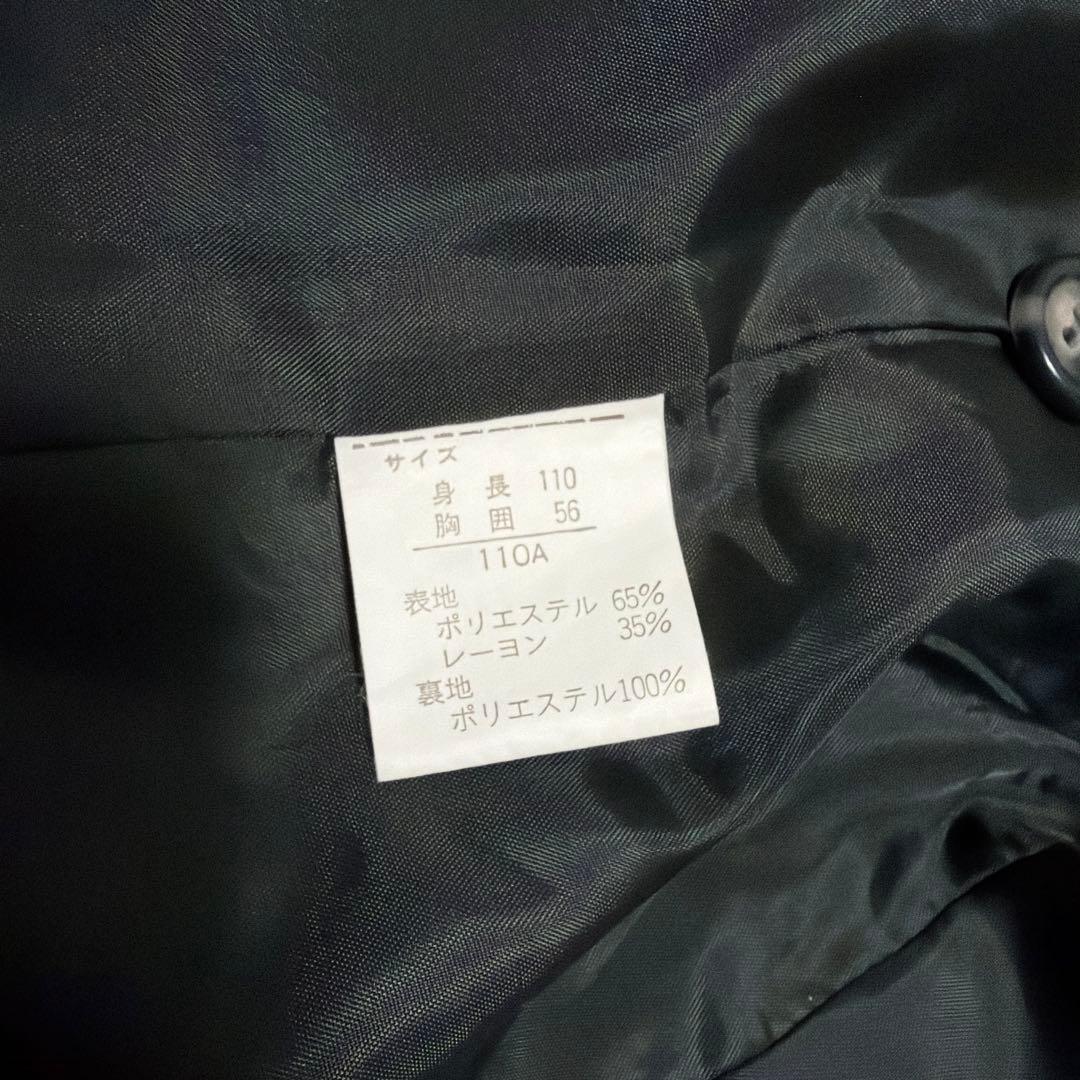 サイズ
身長 110
胸囲 56
110A
表地
ポリエステル 65%
レーヨン 35%
裏地
ポリエステル100%